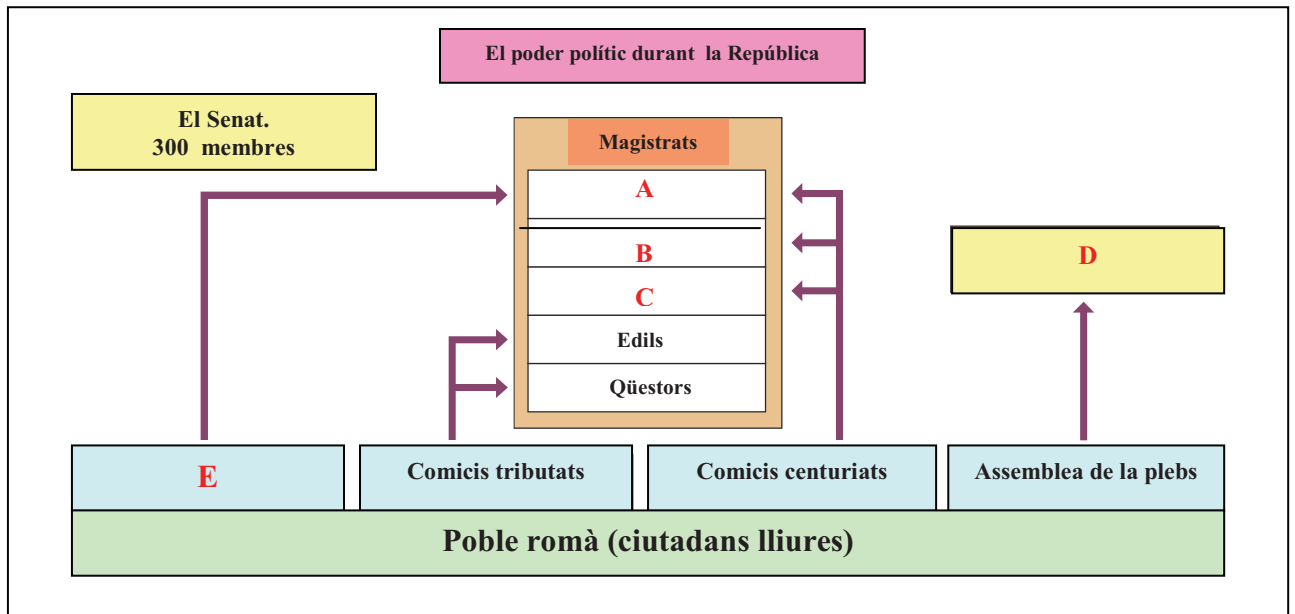 El poder polític durant la República
El Senat.
300 membres
Magistrats
A
B
C
D
Edils
Qüestors
E
Comicis tributats
Comicis centuriats
Assemblea de la plebs
Poble romà (ciutadans lliures)